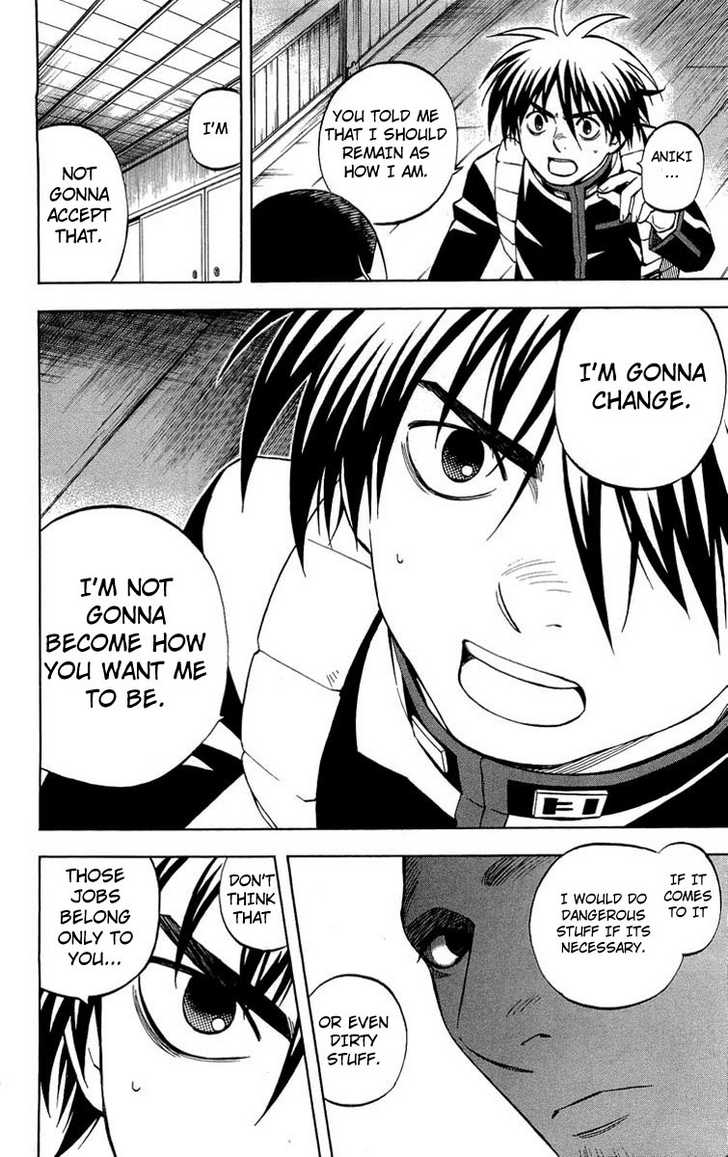 ANIKI
...
YOU TOLD ME
THAT I SHOULD
REMAIN AS
HOW I AM.
I'M
NOT
GONNA
ACCEPT
THAT.
I'M GONNA
CHANGE.
I'M NOT
GONNA
BECOME HOW
YOU WANT ME
TO BE.
IF IT
COMES
TO IT
I WOULD DO
DANGEROUS
STUFF IF ITS
NECESSARY.
OR EVEN
DIRTY
STUFF.
DON'T
THINK
THAT
THOSE
JOBS
BELONG
ONLY TO
YOU...